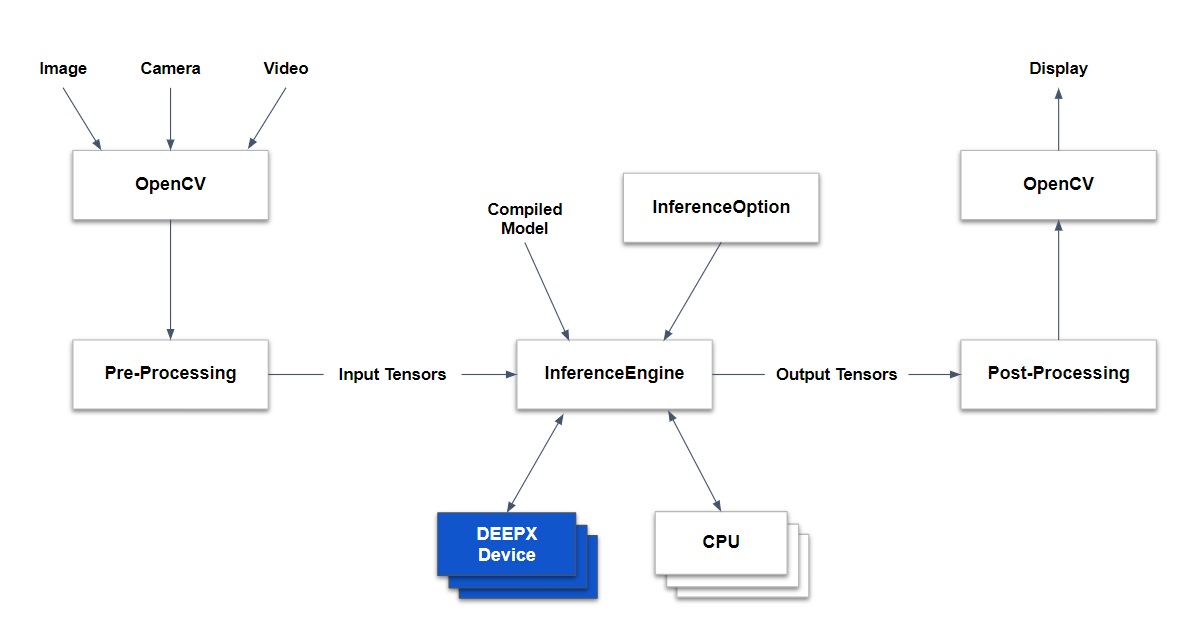 Image
Camera
Video
Display
OpenCV
OpenCV
Compiled
Model
InferenceOption
Pre-Processing
Input Tensors
InferenceEngine
Output Tensors
Post-Processing
DEEPX
Device
CPU